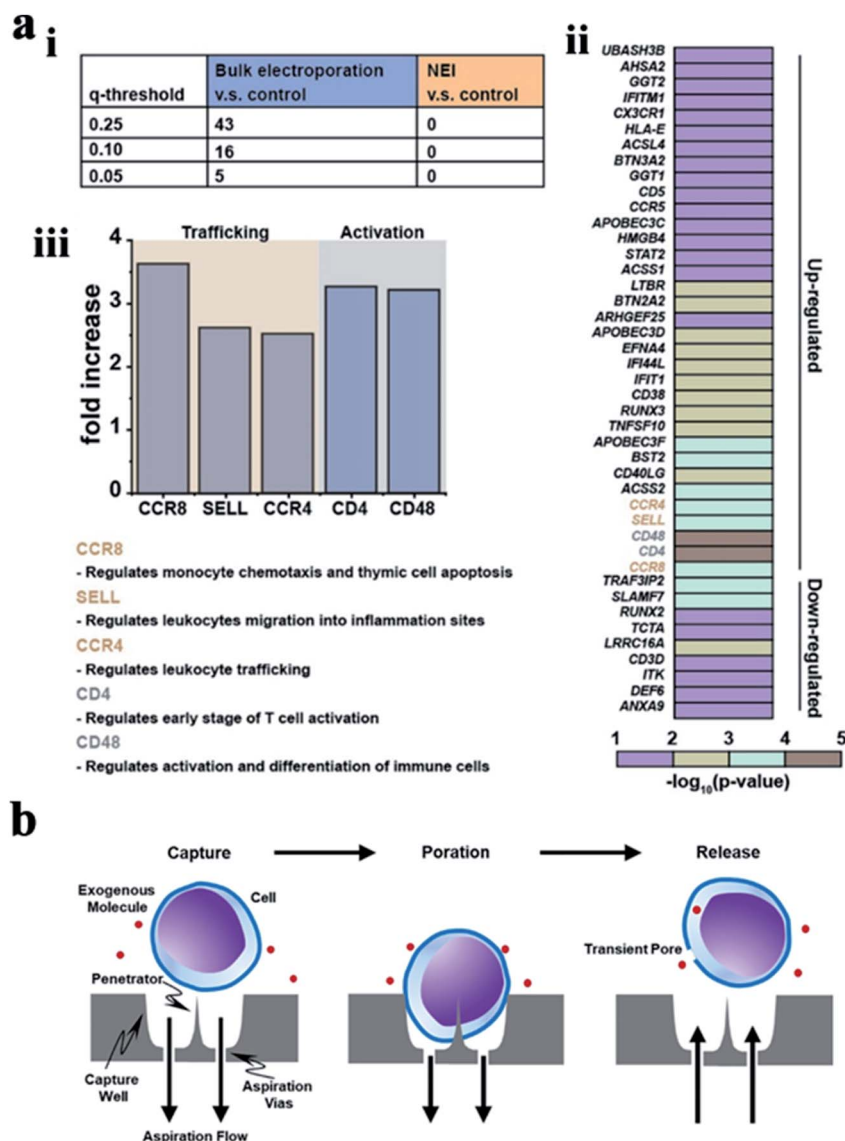 a
i
q-threshold
Bulk electroporation
v.s. control
NEI
v.s. control
0.25 43 0
0.10 16 0
0.05 5 0
ii
UBASH3B
AHSA2
GGT2
IFITM1
CX3CR1
HLA-E
ACSL4
BTN3A2
GGT1
CD5
CCR5
APOBEC3C
HMGB4
STAT2
ACSS1
LTBR
BTN2A2
ARHGEF25
APOBEC3D
EFNA4
IFI44L
IFIT1
CD38
RUNX3
TNFSF10
APOBEC3F
BST2
CD40LG
ACSS2
CCR4
SELL
CD48
CD4
CCR8
TRAF3IP2
SLAMF7
RUNX2
TCTA
LRRC16A
CD3D
ITK
DEF6
ANXA9
Up-regulated
Down-regulated
1 2 3 4 5
-log10(p-value)
iii
Trafficking Activation
fold increase
4
3
2
1
0
CCR8 SELL CCR4 CD4 CD48
CCR8
- Regulates monocyte chemotaxis and thymic cell apoptosis
SELL
- Regulates leukocytes migration into inflammation sites
CCR4
- Regulates leukocyte trafficking
CD4
- Regulates early stage of T cell activation
CD48
- Regulates activation and differentiation of immune cells
b
Capture Poration Release
Exogenous
Molecule
Cell
Penetrator
Capture
Well
Aspiration
Vias
Aspiration Flow
Transient Pore